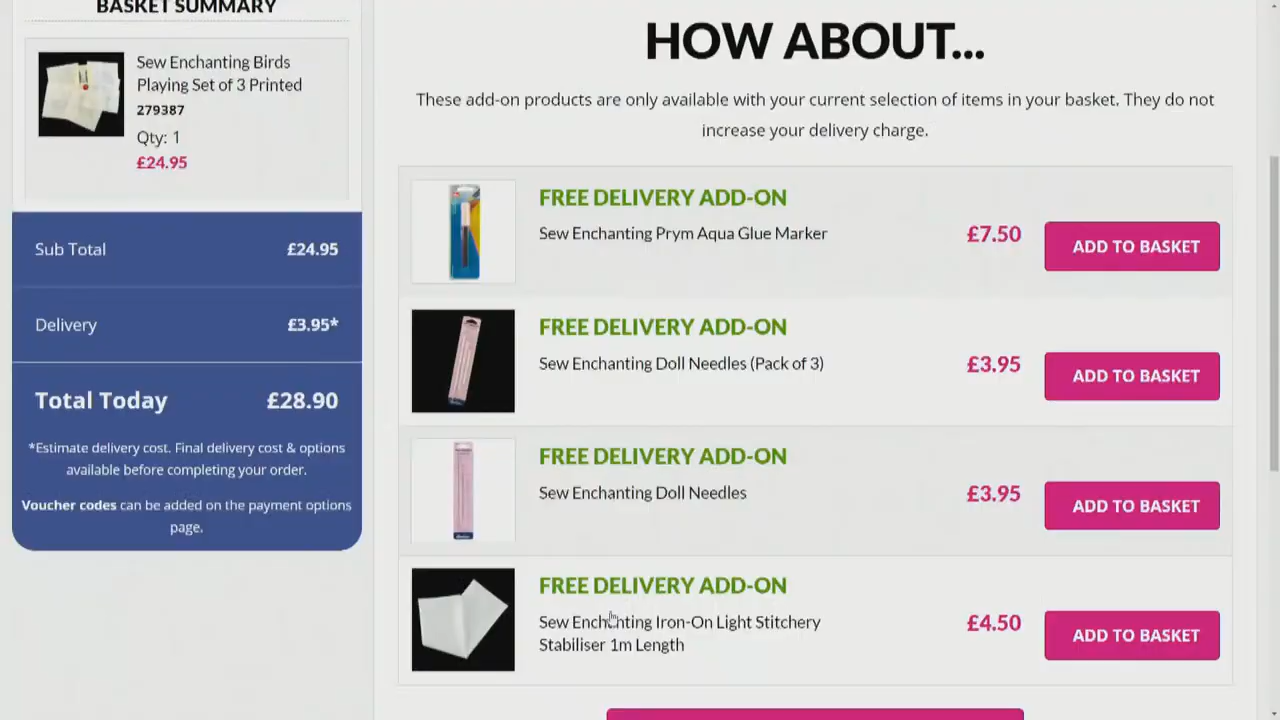 BASKET SUMMARY
Sew Enchanting Birds
Playing Set of 3 Printed
279387
Qty: 1
£24.95
Sub Total £24.95
Delivery £3.95*
Total Today £28.90
*Estimate delivery cost. Final delivery cost & options
available before completing your order.
Voucher codes can be added on the payment options
page.
HOW ABOUT...
These add-on products are only available with your current selection of items in your basket. They do not
increase your delivery charge.
FREE DELIVERY ADD-ON
Sew Enchanting Prym Aqua Glue Marker £7.50 ADD TO BASKET
FREE DELIVERY ADD-ON
Sew Enchanting Doll Needles (Pack of 3) £3.95 ADD TO BASKET
FREE DELIVERY ADD-ON
Sew Enchanting Doll Needles £3.95 ADD TO BASKET
FREE DELIVERY ADD-ON
Sew Enchanting Iron-On Light Stitchery £4.50 ADD TO BASKET
Stabiliser 1m Length